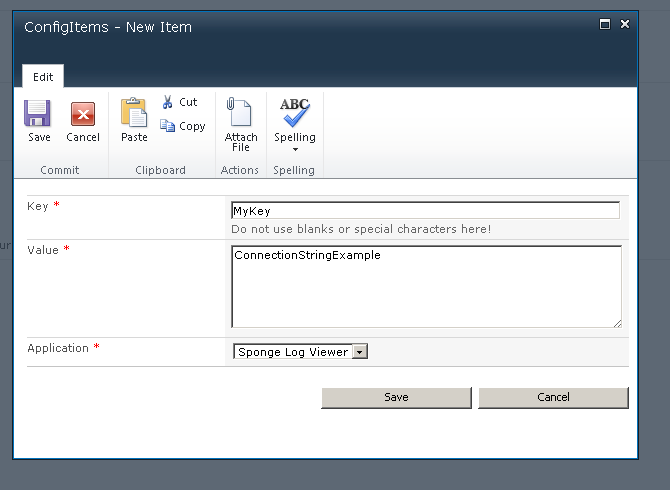 ConfigItems - New Item
Edit
Save
Cancel
Paste
Cut
Copy
Attach File
ABC
Spelling
Commit
Clipboard
Actions
Spelling
Key *
MyKey
Do not use blanks or special characters here!
Value *
ConnectionStringExample
Application *
Sponge Log Viewer
Save
Cancel